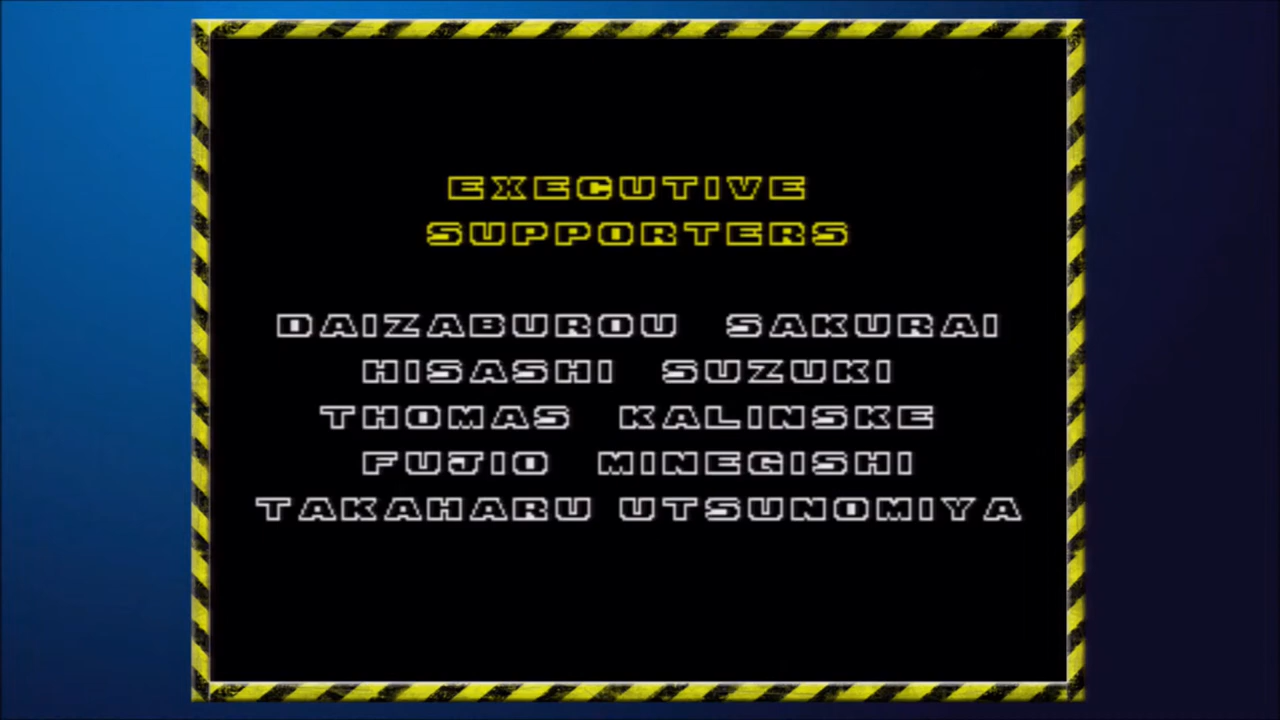 EXECUTIVE
SUPPORTERS
DAIZABUROU SAKURAI
HISASHI SUZUKI
THOMAS KALINSKE
FUJIO MINEGISHI
TAKAHARU UTSUNOMIYA